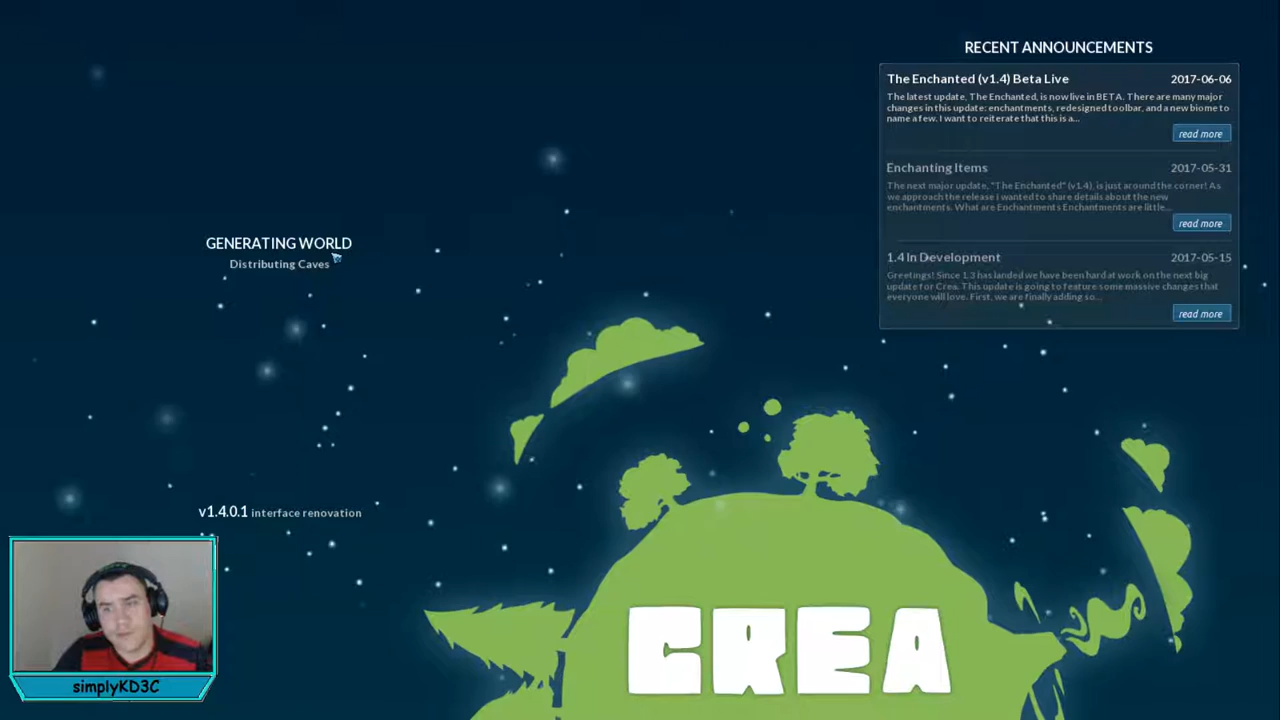 RECENT ANNOUNCEMENTS
The Enchanted (v1.4) Beta Live 2017-06-06
The latest update, The Enchanted, is now live in BETA. There are many major
changes in this update: enchantments, redesigned toolbar, and a new biome to
name a few. I want to reiterate that this is a...
read more
Enchanting Items 2017-05-31
The next major update, "The Enchanted" (v1.4), is just around the corner! As
we approach the release I wanted to share details about the new
enchantments. What are Enchantments Enchantments are little...
read more
1.4 In Development 2017-05-15
Greetings! Since 1.3 has landed we have been hard at work on the next big
update for Crea. This update is going to feature some massive changes that
everyone will love. First, we are finally adding so...
read more
GENERATING WORLD
Distributing Caves
v1.4.0.1 interface renovation
CREA
simplyKD3C